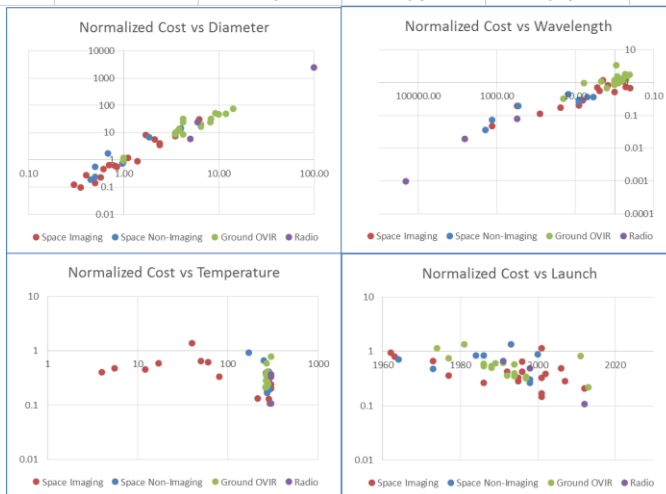 Normalized Cost vs Diameter
10000
1000
100
10
1
0.10 1.00 10.00 100.00
0.1
0.01
Space Imaging Space Non-Imaging Ground OVIR Radio
Normalized Cost vs Wavelength
10
100000.00 1000.00 0.10
0.1
0.01
0.001
0.0001
Space Imaging Space Non-Imaging Ground OVIR Radio
Normalized Cost vs Temperature
10
1
1 10 100 1000
0.1
0.01
Space Imaging Space Non-Imaging Ground OVIR Radio
Normalized Cost vs Launch
10
1
1960 1980 2000 2020
0.1
0.01
Space Imaging Space Non-Imaging Ground OVIR Radio